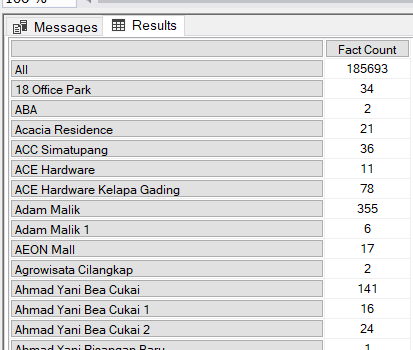 100 %
Messages Results
Fact Count
All 185693
18 Office Park 34
ABA 2
Acacia Residence 21
ACC Simatupang 36
ACE Hardware 11
ACE Hardware Kelapa Gading 78
Adam Malik 355
Adam Malik 1 6
AEON Mall 17
Agrowisata Cilangkap 2
Ahmad Yani Bea Cukai 141
Ahmad Yani Bea Cukai 1 16
Ahmad Yani Bea Cukai 2 24
Ahmad Yani 1